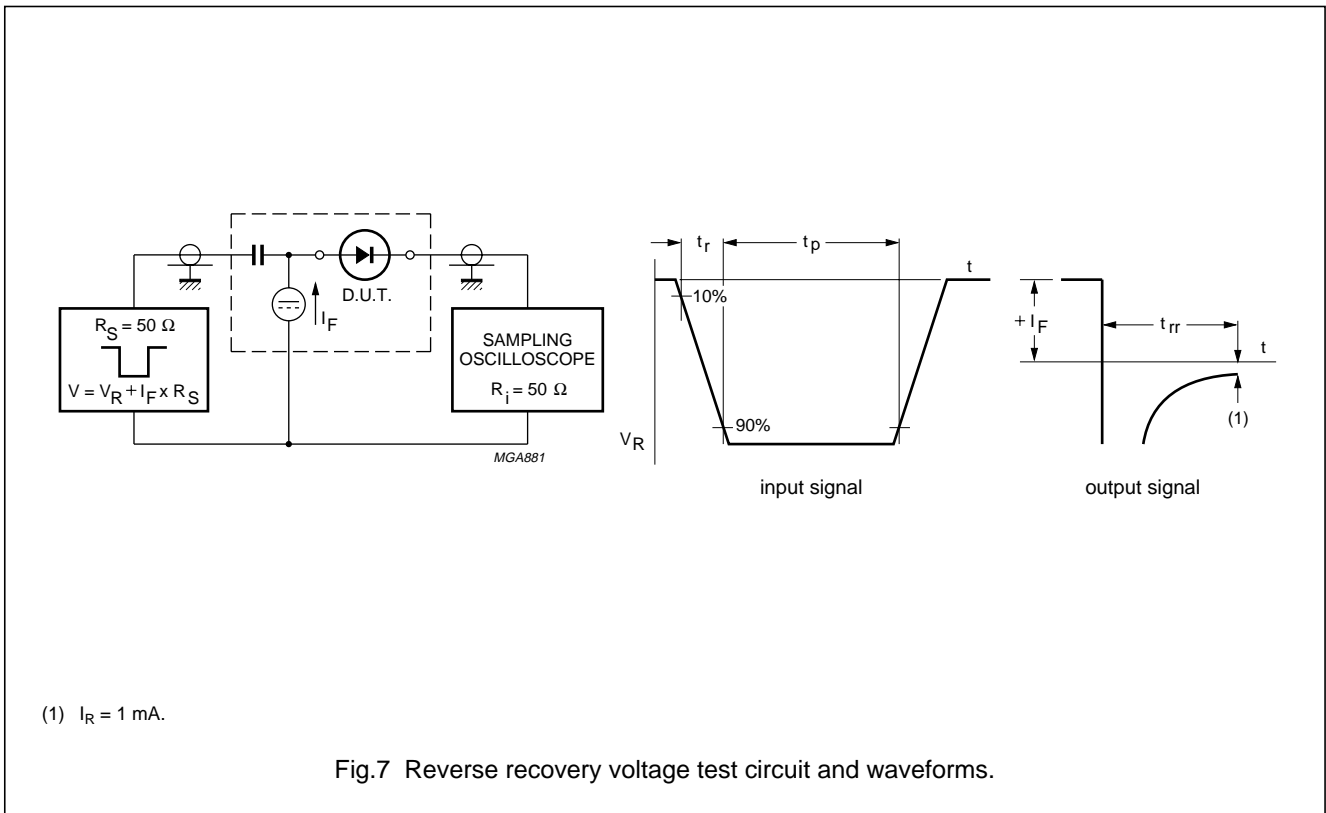 R_S = 50 Ω
V = V_R + I_F x R_S
I_F
D.U.T.
SAMPLING
OSCILLOSCOPE
R_i = 50 Ω
MGA881
t_r
t_p
t
10%
90%
V_R
input signal
+ I_F
t_rr
t
(1)
output signal
(1) I_R = 1 mA.
Fig.7 Reverse recovery voltage test circuit and waveforms.